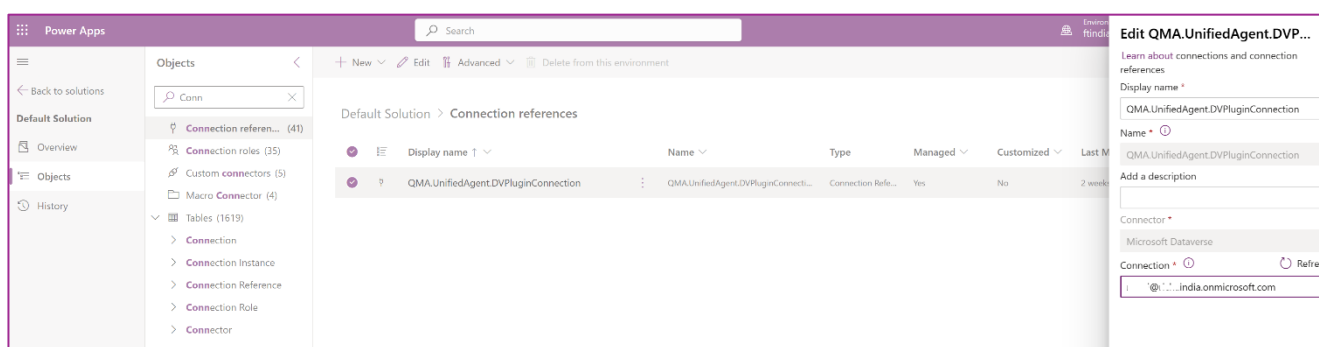 Power Apps
Search
Environ
ftindia
Objects
New
Edit
Advanced
Delete from this environment
Back to solutions
Conn
Default Solution
Overview
Objects
History
Connection referen... (41)
Connection roles (35)
Custom connectors (5)
Macro Connector (4)
Tables (1619)
Connection
Connection Instance
Connection Reference
Connection Role
Connector
Default Solution > Connection references
Display name ↑ Name Type Managed Customized Last M
QMA.UnifiedAgent.DVPluginConnection QMA.UnifiedAgent.DVPluginConnecti... Connection Refe... Yes No 2 weeks
Edit QMA.UnifiedAgent.DVP...
Learn about connections and connection
references
Display name *
QMA.UnifiedAgent.DVPluginConnection
Name *
QMA.UnifiedAgent.DVPluginConnection
Add a description
Connector *
Microsoft Dataverse
Connection *
Refre
india.onmicrosoft.com